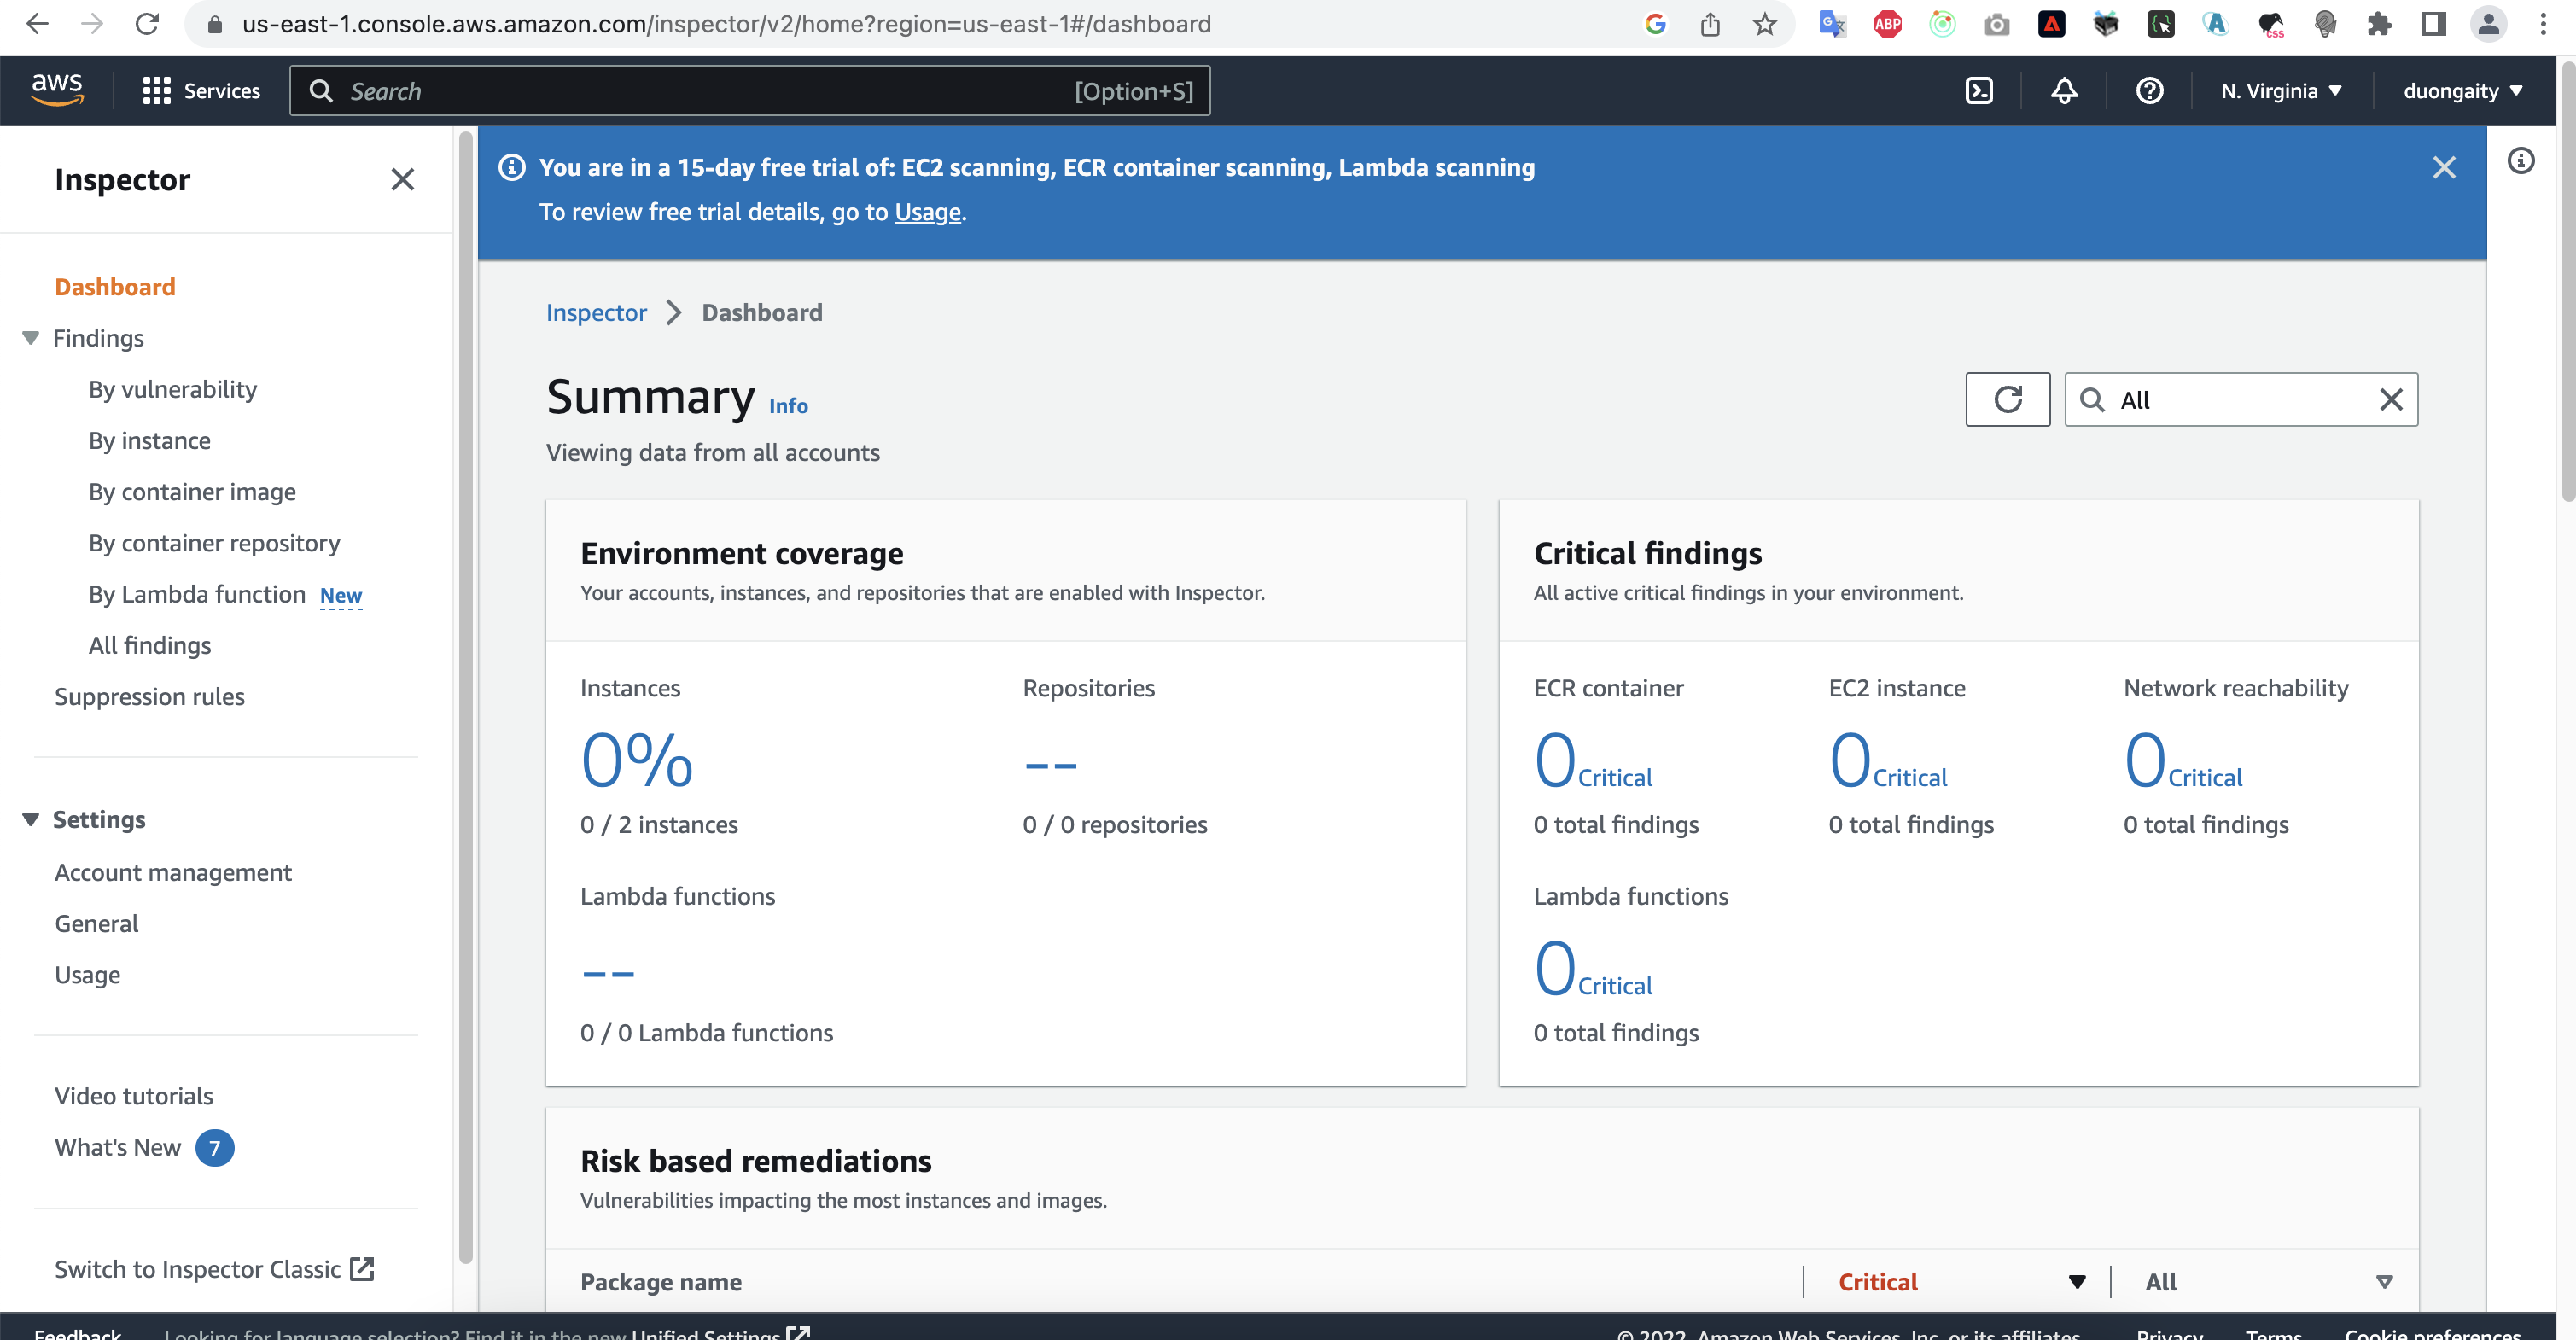 us-east-1.console.aws.amazon.com/inspector/v2/home?region=us-east-1#/dashboard
ABP
css
aws
Services
Search
[Option+S]
N. Virginia
duongaity
Inspector
Dashboard
Findings
By vulnerability
By instance
By container image
By container repository
By Lambda function New
All findings
Suppression rules
Settings
Account management
General
Usage
Video tutorials
What's New 7
Switch to Inspector Classic
You are in a 15-day free trial of: EC2 scanning, ECR container scanning, Lambda scanning
To review free trial details, go to Usage.
Inspector > Dashboard
Summary Info
Viewing data from all accounts
All
Environment coverage
Your accounts, instances, and repositories that are enabled with Inspector.
Instances
0%
0 / 2 instances
Repositories
--
0 / 0 repositories
Lambda functions
--
0 / 0 Lambda functions
Critical findings
All active critical findings in your environment.
ECR container
0 Critical
0 total findings
EC2 instance
0 Critical
0 total findings
Network reachability
0 Critical
0 total findings
Lambda functions
0 Critical
0 total findings
Risk based remediations
Vulnerabilities impacting the most instances and images.
Package name
Critical
All
Feedback
Looking for language selection? Find it in the new Unified Settings
© 2022, Amazon Web Services, Inc. or its affiliates.
Privacy
Terms
Cookie preferences